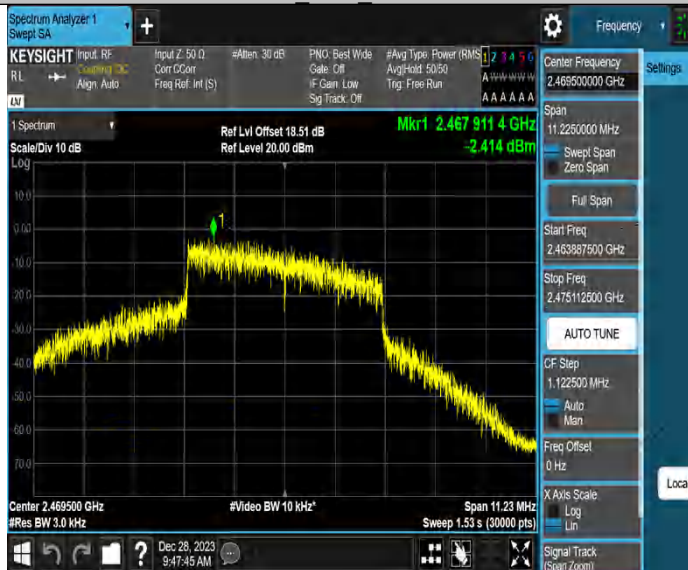 Spectrum Analyzer 1
Swept SA
+
Frequency
KEYSIGHT
RL
LXI
Input: RF
Coupling: DC
Align: Auto
Input Z: 50 Ω
Corr CCorr
Freq Ref: Int (S)
#Atten: 30 dB
PNO: Best Wide
Gate: Off
IF Gain: Low
Sig Track: Off
#Avg Type: Power (RMS
Avg|Hold: 50/50
Trig: Free Run
1 2 3 4 5 6
A W W W W W
A A A A A A
1 Spectrum
Scale/Div 10 dB
Ref Lvl Offset 18.51 dB
Ref Level 20.00 dBm
Mkr1 2.467 911 4 GHz
-2.414 dBm
Log
10.0
0.00
-10.0
-20.0
-30.0
-40.0
-50.0
-60.0
-70.0
1
Center 2.469500 GHz
#Res BW 3.0 kHz
#Video BW 10 kHz*
Span 11.23 MHz
Sweep 1.53 s (30000 pts)
?
Dec 28, 2023
9:47:45 AM
Center Frequency
2.469500000 GHz
Span
11.2250000 MHz
Swept Span
Zero Span
Full Span
Start Freq
2.463887500 GHz
Stop Freq
2.475112500 GHz
AUTO TUNE
CF Step
1.122500 MHz
Auto
Man
Freq Offset
0 Hz
X Axis Scale
Log
Lin
Signal Track
(Span Zoom)
Settings
Loca